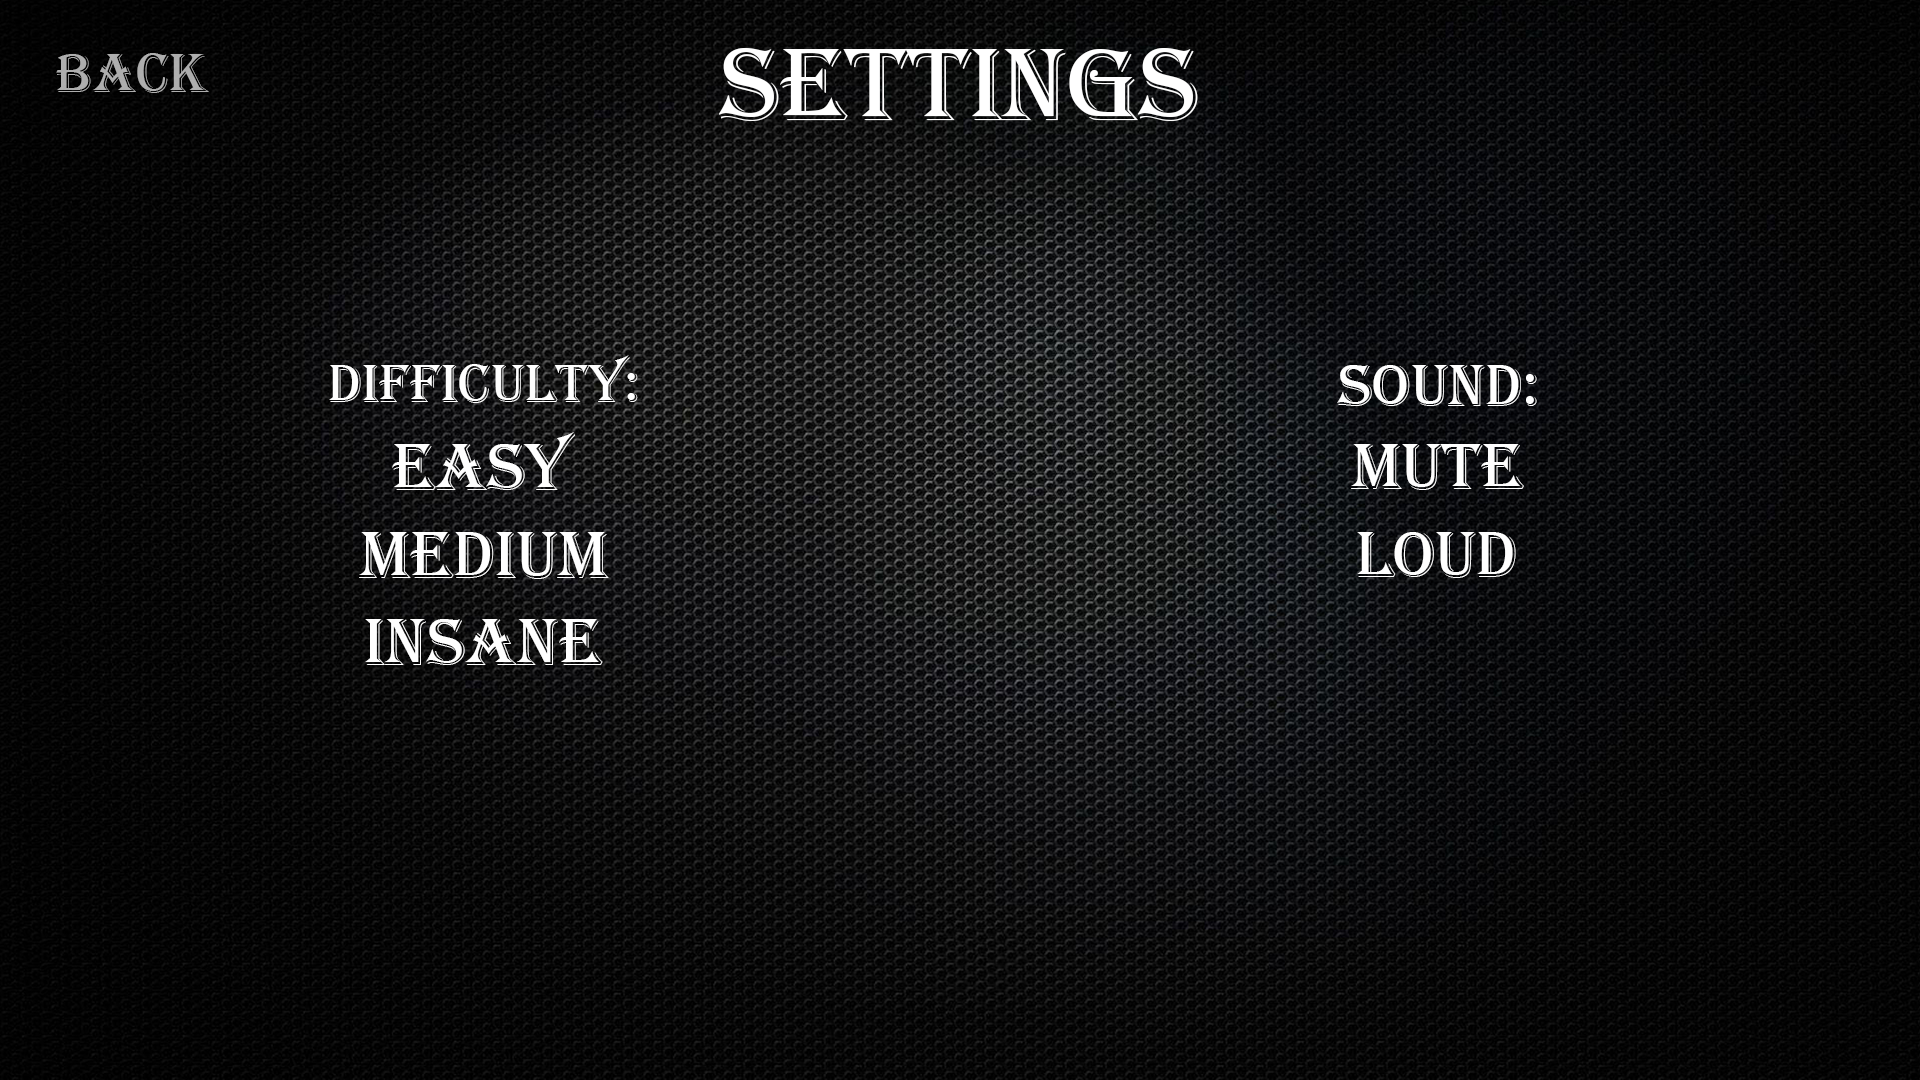 BACK
SETTINGS
DIFFICULTY:
EASY
MEDIUM
INSANE
SOUND:
MUTE
LOUD